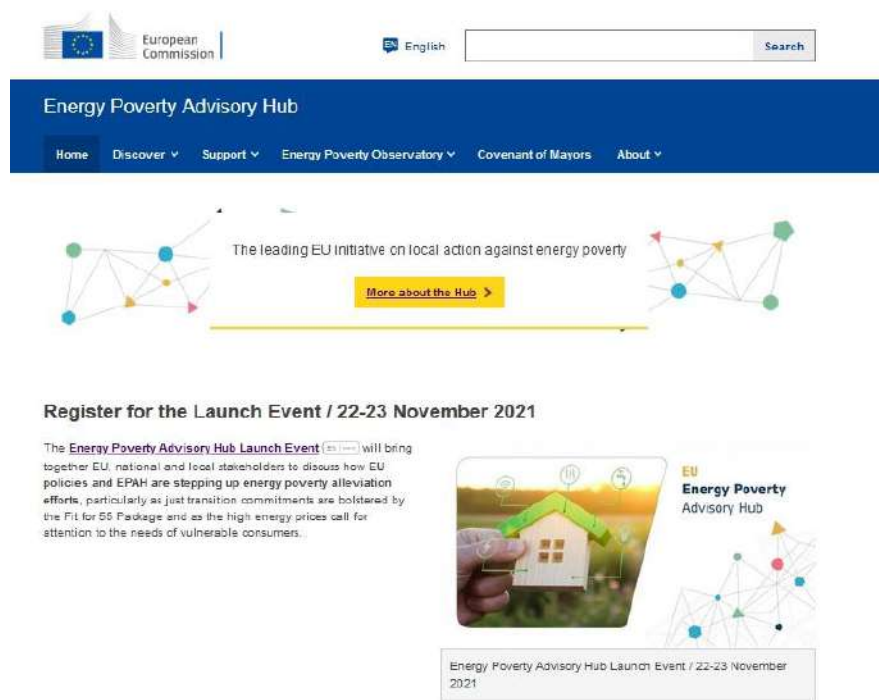 European
Commission
EN English
Search
Energy Poverty Advisory Hub
Home Discover Support Energy Poverty Observatory Covenant of Mayors About
The leading EU initiative on local action against energy poverty
More about the Hub
Register for the Launch Event / 22-23 November 2021
The Energy Poverty Advisory Hub Launch Event will bring
together EU, national and local stakeholders to discuss how EU
policies and EPAH are stepping up energy poverty alleviation
efforts, particularly as just transition commitments are bolstered by
the Fit for 55 Package and as the high energy prices call for
attention to the needs of vulnerable consumers.
EU
Energy Poverty
Advisory Hub
Energy Poverty Advisory Hub Launch Event / 22-23 November
2021